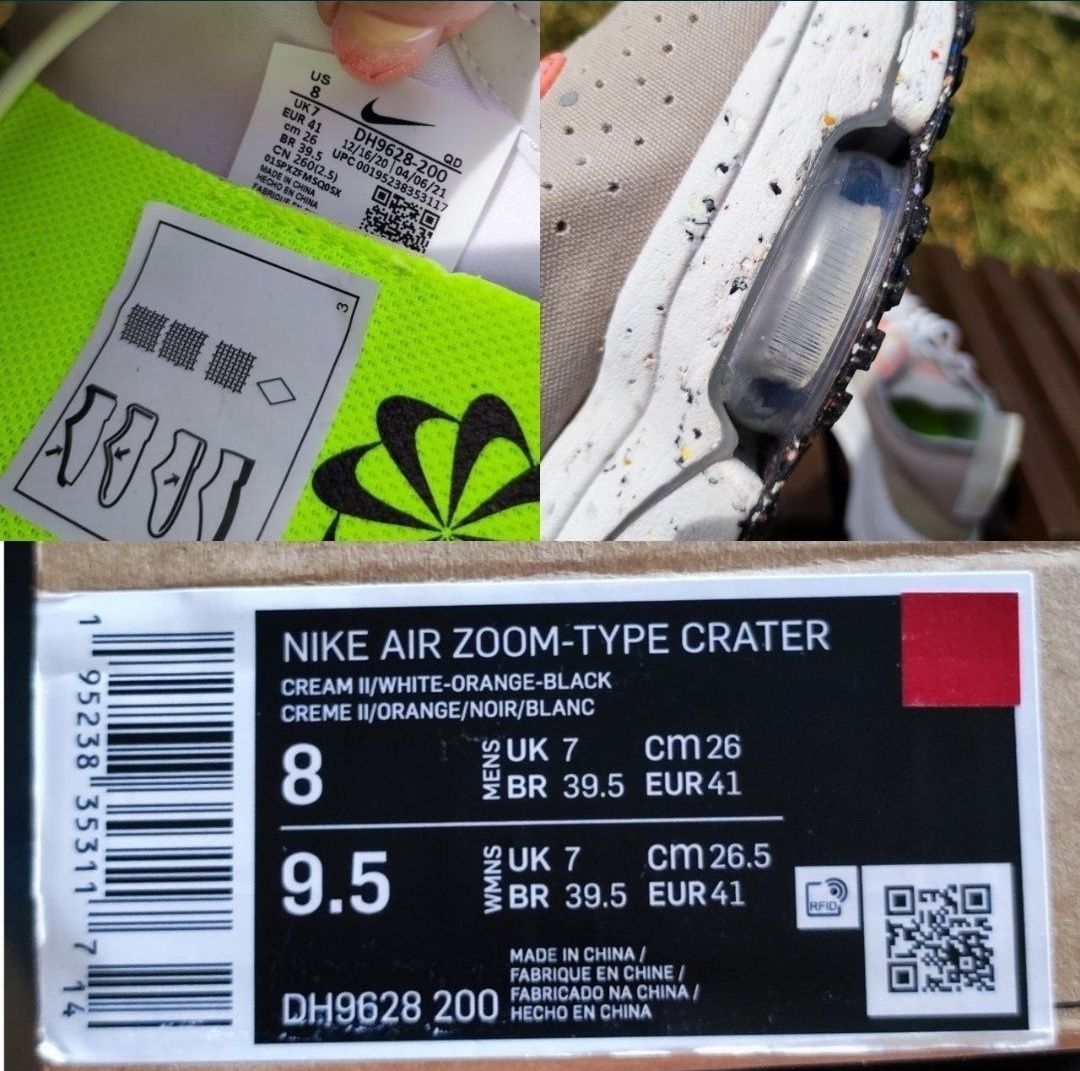 US
8
UK 7
EUR 41
cm 26
BR 39.5
CN 260(2.5)
01SPXZFMSQ0SX
MADE IN CHINA
HECHO EN CHINA
DH9628-200
QD
12/16/20 | 04/06/21
UPC 00195238353117
3
NIKE AIR ZOOM-TYPE CRATER
CREAM II/WHITE-ORANGE-BLACK
CREME II/ORANGE/NOIR/BLANC
8
MENS
UK 7 cm 26
BR 39.5 EUR 41
9.5
WMNS
UK 7 cm 26.5
BR 39.5 EUR 41
RFID
MADE IN CHINA /
FABRIQUE EN CHINE /
FABRICADO NA CHINA /
HECHO EN CHINA
DH9628 200
1 95238 35311 7 14